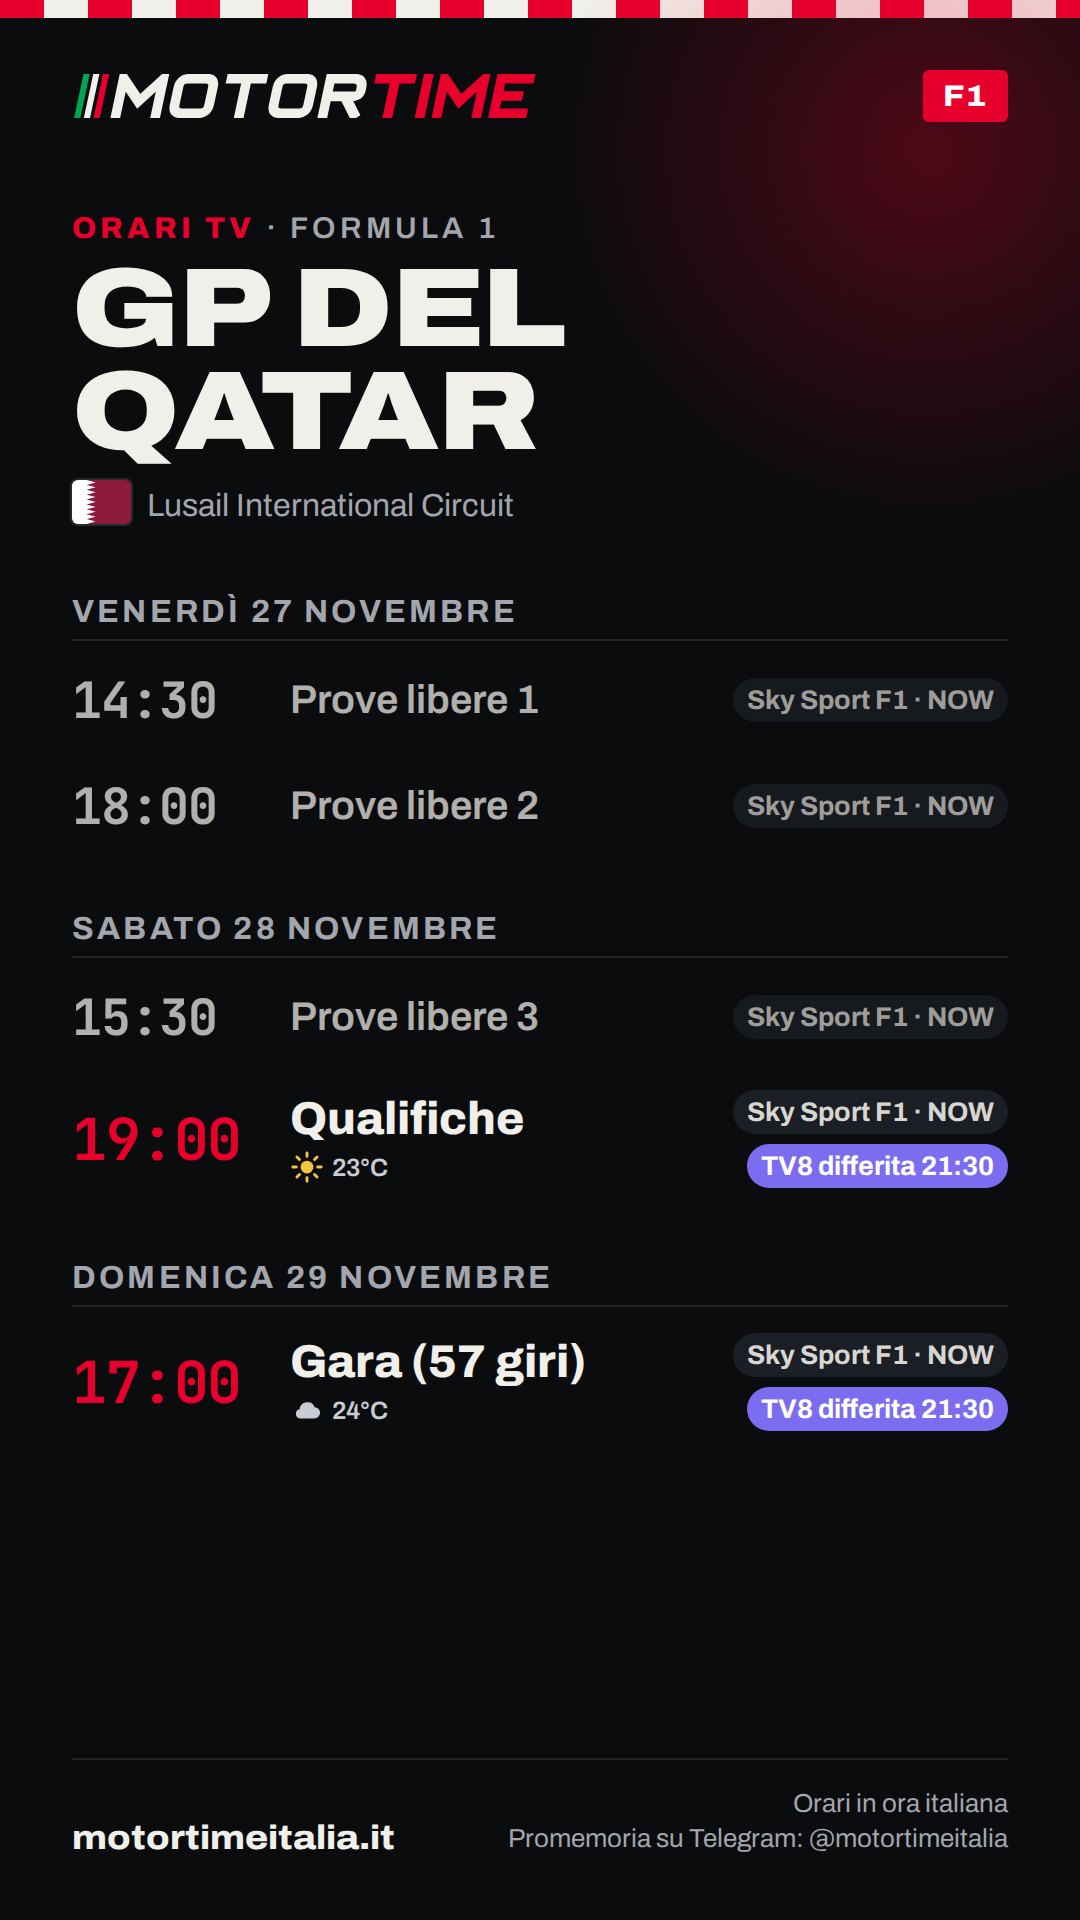 MOTORTIME
F1
ORARI TV · FORMULA 1
GP DEL
QATAR
Lusail International Circuit
VENERDÌ 27 NOVEMBRE
14:30 Prove libere 1 Sky Sport F1 · NOW
18:00 Prove libere 2 Sky Sport F1 · NOW
SABATO 28 NOVEMBRE
15:30 Prove libere 3 Sky Sport F1 · NOW
19:00 Qualifiche Sky Sport F1 · NOW
23°C TV8 differita 21:30
DOMENICA 29 NOVEMBRE
17:00 Gara (57 giri) Sky Sport F1 · NOW
24°C TV8 differita 21:30
Orari in ora italiana
motortimeitalia.it Promemoria su Telegram: @motortimeitalia